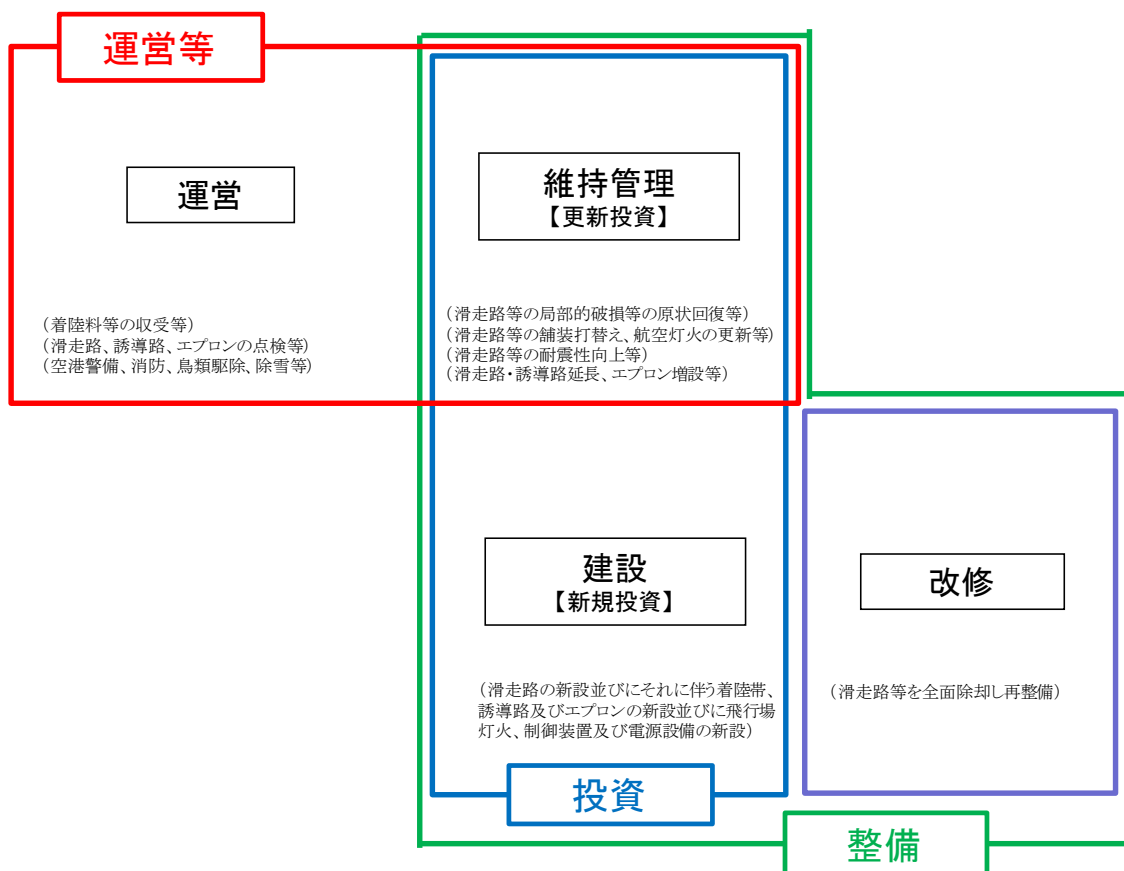 運営等
運営
維持管理
【更新投資】
(着陸料等の収受等)
(滑走路、誘導路、エプロンの点検等)
(空港警備、消防、鳥類駆除、除雪等)
(滑走路等の局部的破損等の原状回復等)
(滑走路等の舗装打替え、航空灯火の更新等)
(滑走路等の耐震性向上等)
(滑走路・誘導路延長、エプロン増設等)
建設
【新規投資】
改修
(滑走路の新設並びにそれに伴う着陸帯、
誘導路及びエプロンの新設並びに飛行場
灯火、制御装置及び電源設備の新設)
(滑走路等を全面除却し再整備)
投資
整備